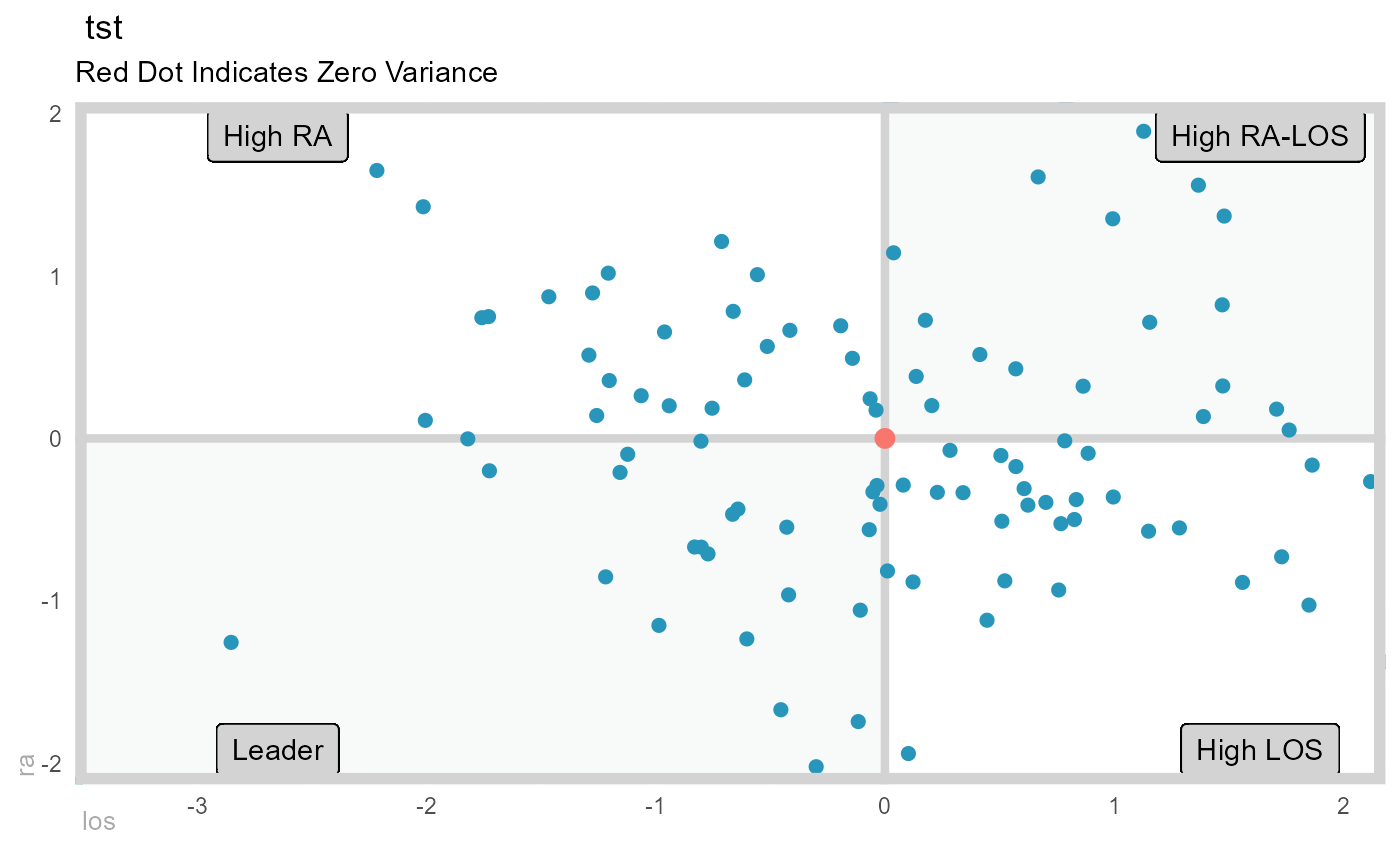 tst
Red Dot Indicates Zero Variance
2
High RA
High RA-LOS
1
0
-1
Leader
High LOS
ra
-2
-3
-2
-1
0
1
2
los